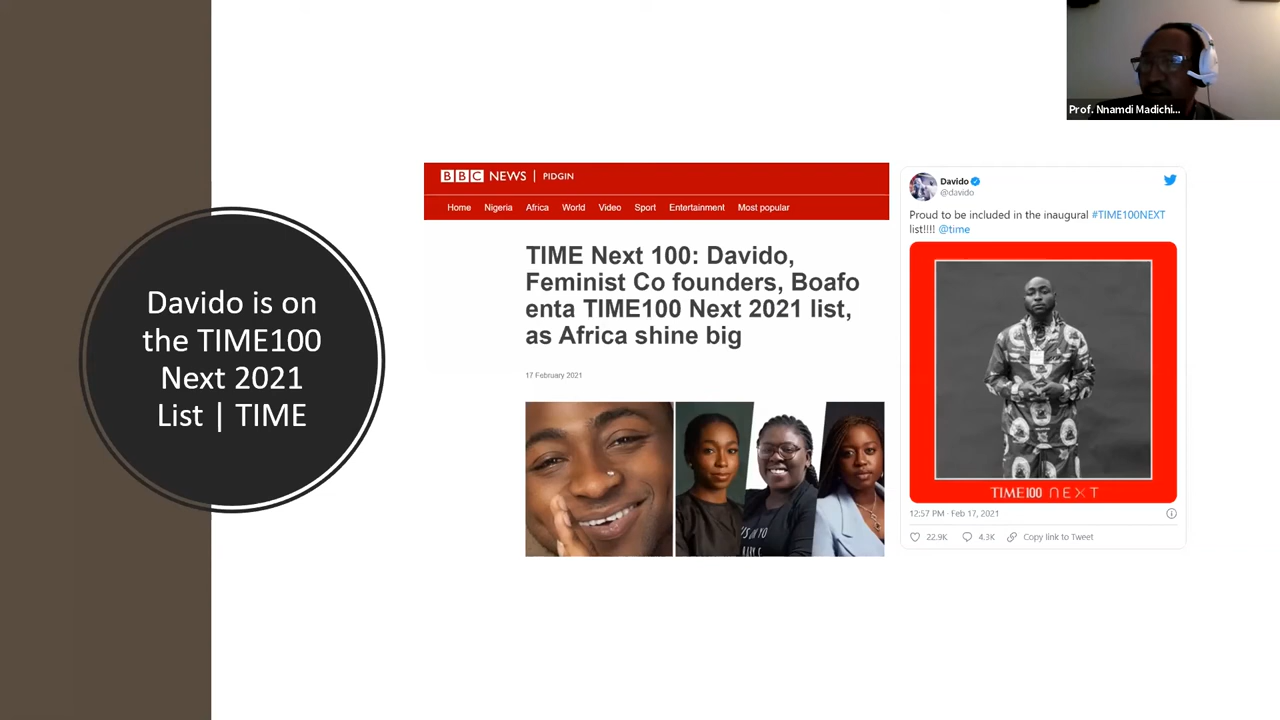 Prof. Nnamdi Madichi...
Davido is on
the TIME100
Next 2021
List | TIME
BBC NEWS | PIDGIN
Home Nigeria Africa World Video Sport Entertainment Most popular
TIME Next 100: Davido,
Feminist Co founders, Boafo
enta TIME100 Next 2021 list,
as Africa shine big
17 February 2021
Davido
@davido
Proud to be included in the inaugural #TIME100NEXT
list!!!! @time
TIME100 NEXT
12:57 PM · Feb 17, 2021
22.9K 4.3K Copy link to Tweet